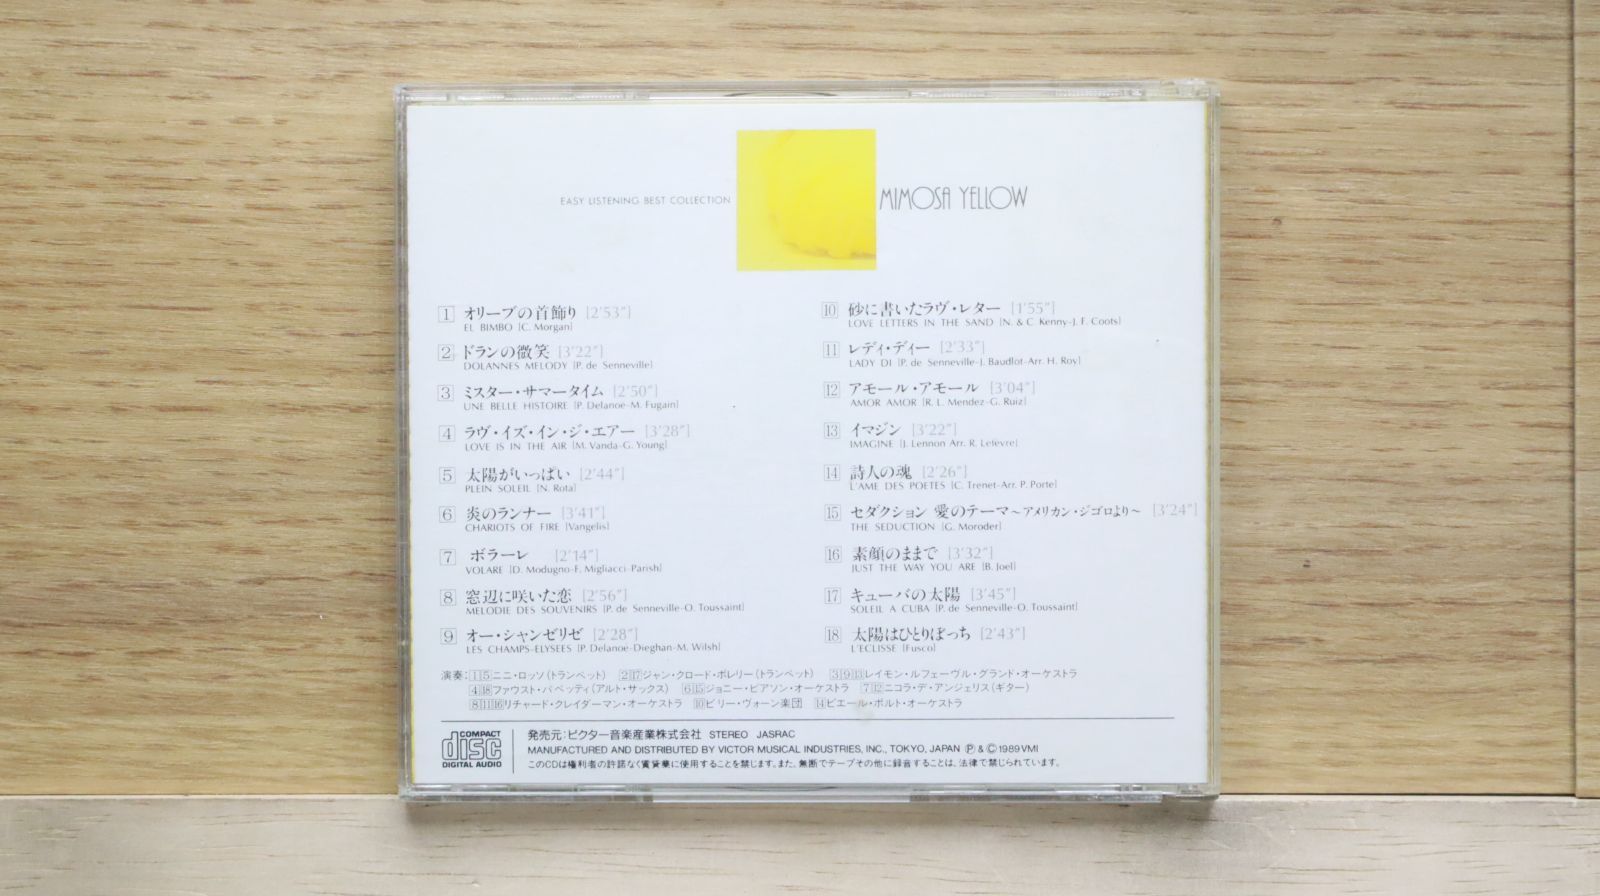 EASY LISTENING BEST COLLECTION
MIMOSA YELLOW
1 オリーブの首飾り [2'53"]
EL BIMBO [C. Morgan]
2 ドランの微笑 [3'22"]
DOLANNES MELODY [P. de Senneville]
3 ミスター・サマータイム [2'50"]
UNE BELLE HISTOIRE [P. Delanoe-M. Fugain]
4 ラヴ・イズ・イン・ジ・エアー [3'28"]
LOVE IS IN THE AIR [M. Vanda-G. Young]
5 太陽がいっぱい [2'44"]
PLEIN SOLEIL [N. Rota]
6 炎のランナー [3'41"]
CHARIOTS OF FIRE [Vangelis]
7 ボラーレ [2'14"]
VOLARE [D. Modugno-F. Migliacci-Parish]
8 窓辺に咲いた恋 [2'56"]
MELODIE DES SOUVENIRS [P. de Senneville-O. Toussaint]
9 オー・シャンゼリゼ [2'28"]
LES CHAMPS-ELYSEES [P. Delanoë-Dieghan-M. Wilsh]
10 砂に書いたラヴ・レター [1'55"]
LOVE LETTERS IN THE SAND [N. & C. Kenny-J. F. Coots]
11 レディ・ディー [2'33"]
LADY DI [P. de Senneville-J. Baudlot-Arr. H. Roy]
12 アモール・アモール [3'04"]
AMOR AMOR [R. L. Mendez-G. Ruiz]
13 イマジン [3'22"]
IMAGINE [J. Lennon Arr. R. Lefevre]
14 詩人の魂 [2'26"]
L'AME DES POETES [C. Trenet-Arr. P. Porte]
15 セダクション 愛のテーマ～アメリカン・ジゴロより～ [3'24"]
THE SEDUCTION [G. Moroder]
16 素顔のままで [3'32"]
JUST THE WAY YOU ARE [B. Joel]
17 キューバの太陽 [3'45"]
SOLEIL A CUBA [P. de Senneville-O. Toussaint]
18 太陽はひとりぼっち [2'43"]
L'ECLISSE [Fusco]
演奏：1 5 ニニ・ロッソ（トランペット） 2 17 ジャン・クロード・ボレリー（トランペット） 3 9 13 レイモン・ルフェーヴル・グランド・オーケストラ
4 18 ファウスト・パペッティ（アルト・サックス） 6 15 ジョニー・ピアソン・オーケストラ 7 12 ニコラ・デ・アンジェリス（ギター）
8 11 16 リチャード・クレイダーマン・オーケストラ 10 ビリー・ヴォーン楽団 14 ピエール・ポルト・オーケストラ
COMPACT
disc
DIGITAL AUDIO
発売元：ビクター音楽産業株式会社 STEREO JASRAC
MANUFACTURED AND DISTRIBUTED BY VICTOR MUSICAL INDUSTRIES, INC., TOKYO, JAPAN Ⓟ & © 1989 VMI
このCDは権利者の許諾なく賃貸業に使用することを禁じます。また、無断でテープその他に録音することは、法律で禁じられています。